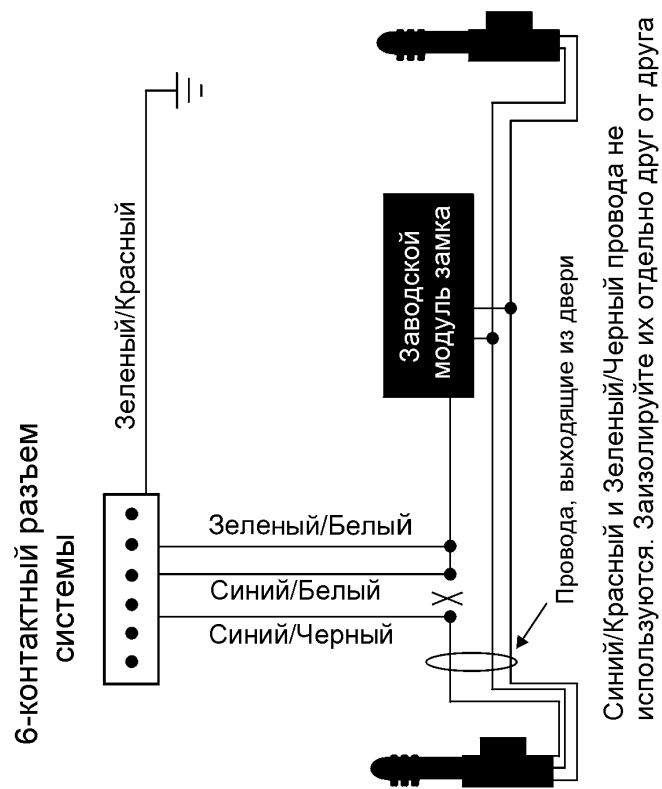 6-контактный разъем
системы
Зеленый/Красный
Зеленый/Белый
Синий/Белый
Синий/Черный
Заводской
модуль замка
Провода, выходящие из двери
Синий/Красный и Зеленый/Черный провода не
используются. Заизолируйте их отдельно друг от друга